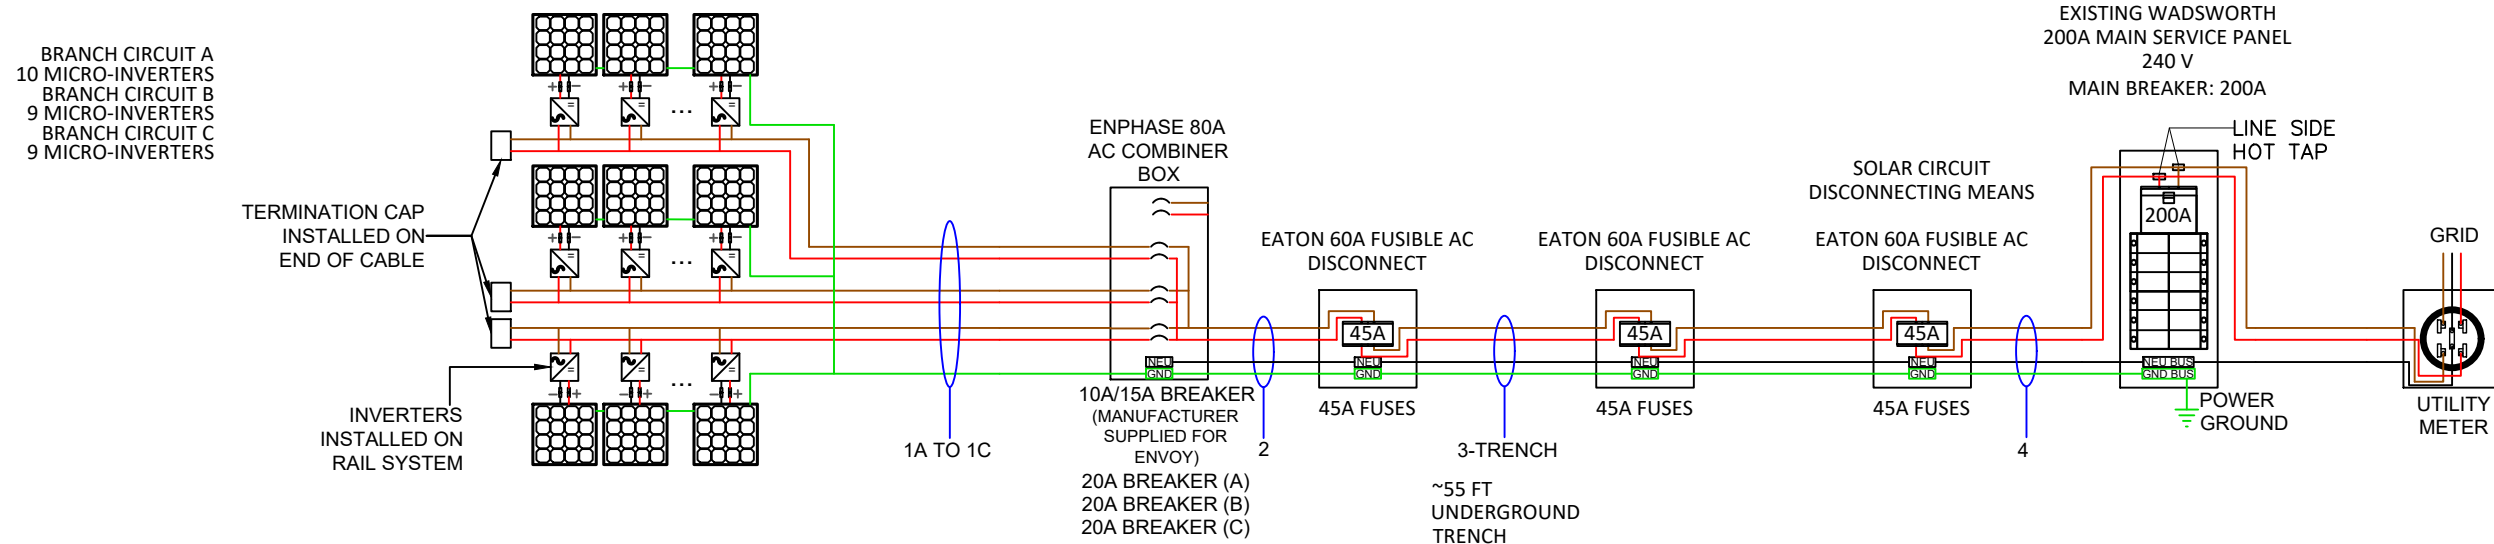 BRANCH CIRCUIT A
10 MICRO-INVERTERS
BRANCH CIRCUIT B
9 MICRO-INVERTERS
BRANCH CIRCUIT C
9 MICRO-INVERTERS
TERMINATION CAP
INSTALLED ON
END OF CABLE
INVERTERS
INSTALLED ON
RAIL SYSTEM
+ −
+ −
...
+ −
+ −
+ −
...
+ −
− +
− +
...
− +
1A TO 1C
ENPHASE 80A
AC COMBINER
BOX
NEU
GND
10A/15A BREAKER
(MANUFACTURER
SUPPLIED FOR
ENVOY)
20A BREAKER (A)
20A BREAKER (B)
20A BREAKER (C)
2
EATON 60A FUSIBLE AC
DISCONNECT
45A
NEU
GND
45A FUSES
3-TRENCH
~55 FT
UNDERGROUND
TRENCH
EATON 60A FUSIBLE AC
DISCONNECT
45A
NEU
GND
45A FUSES
SOLAR CIRCUIT
DISCONNECTING MEANS
EATON 60A FUSIBLE AC
DISCONNECT
45A
NEU
GND
45A FUSES
4
EXISTING WADSWORTH
200A MAIN SERVICE PANEL
240 V
MAIN BREAKER: 200A
LINE SIDE
HOT TAP
200A
NEU BUS
GND BUS
POWER
GROUND
GRID
UTILITY
METER